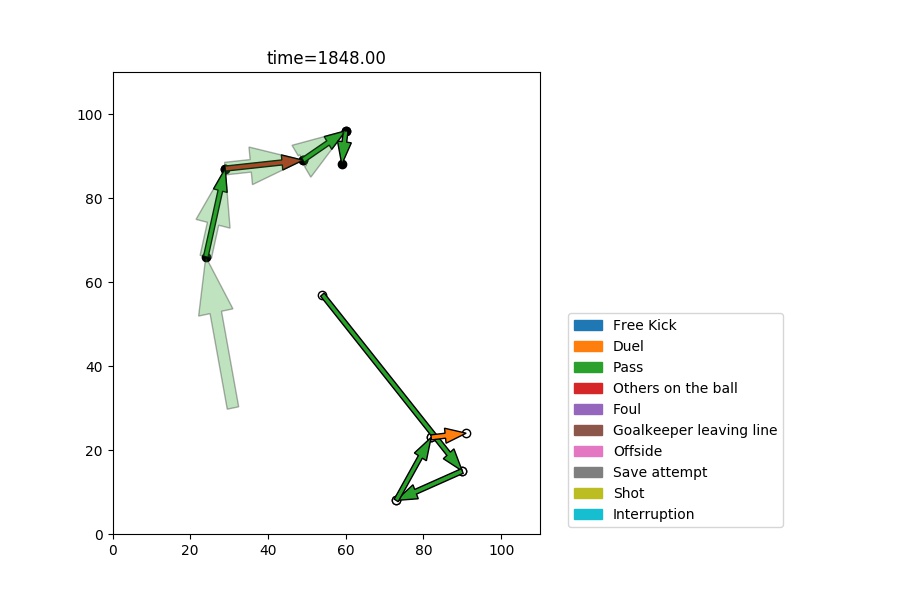 time=1848.00
100
80
60
40
20
0
0 20 40 60 80 100
Free Kick
Duel
Pass
Others on the ball
Foul
Goalkeeper leaving line
Offside
Save attempt
Shot
Interruption